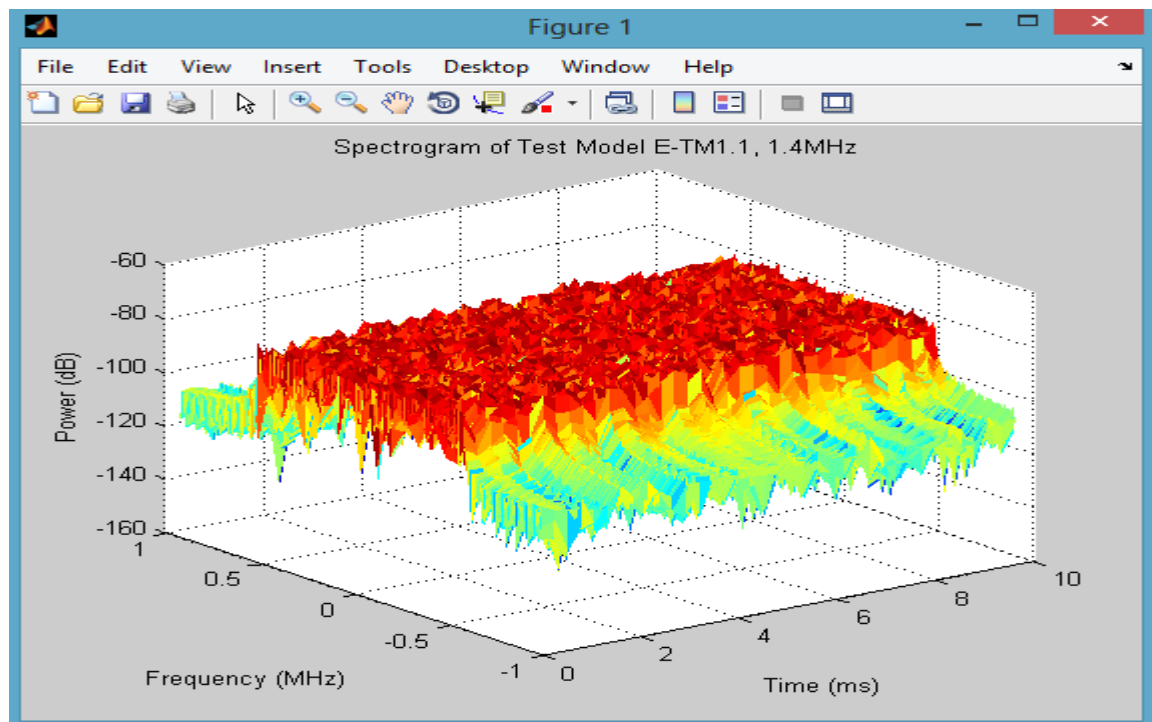 Figure 1
File Edit View Insert Tools Desktop Window Help
Spectrogram of Test Model E-TM1.1, 1.4MHz
-60
-80
-100
-120
-140
-160
Power (dB)
1
0.5
0
-0.5
-1
Frequency (MHz)
0
2
4
6
8
10
Time (ms)